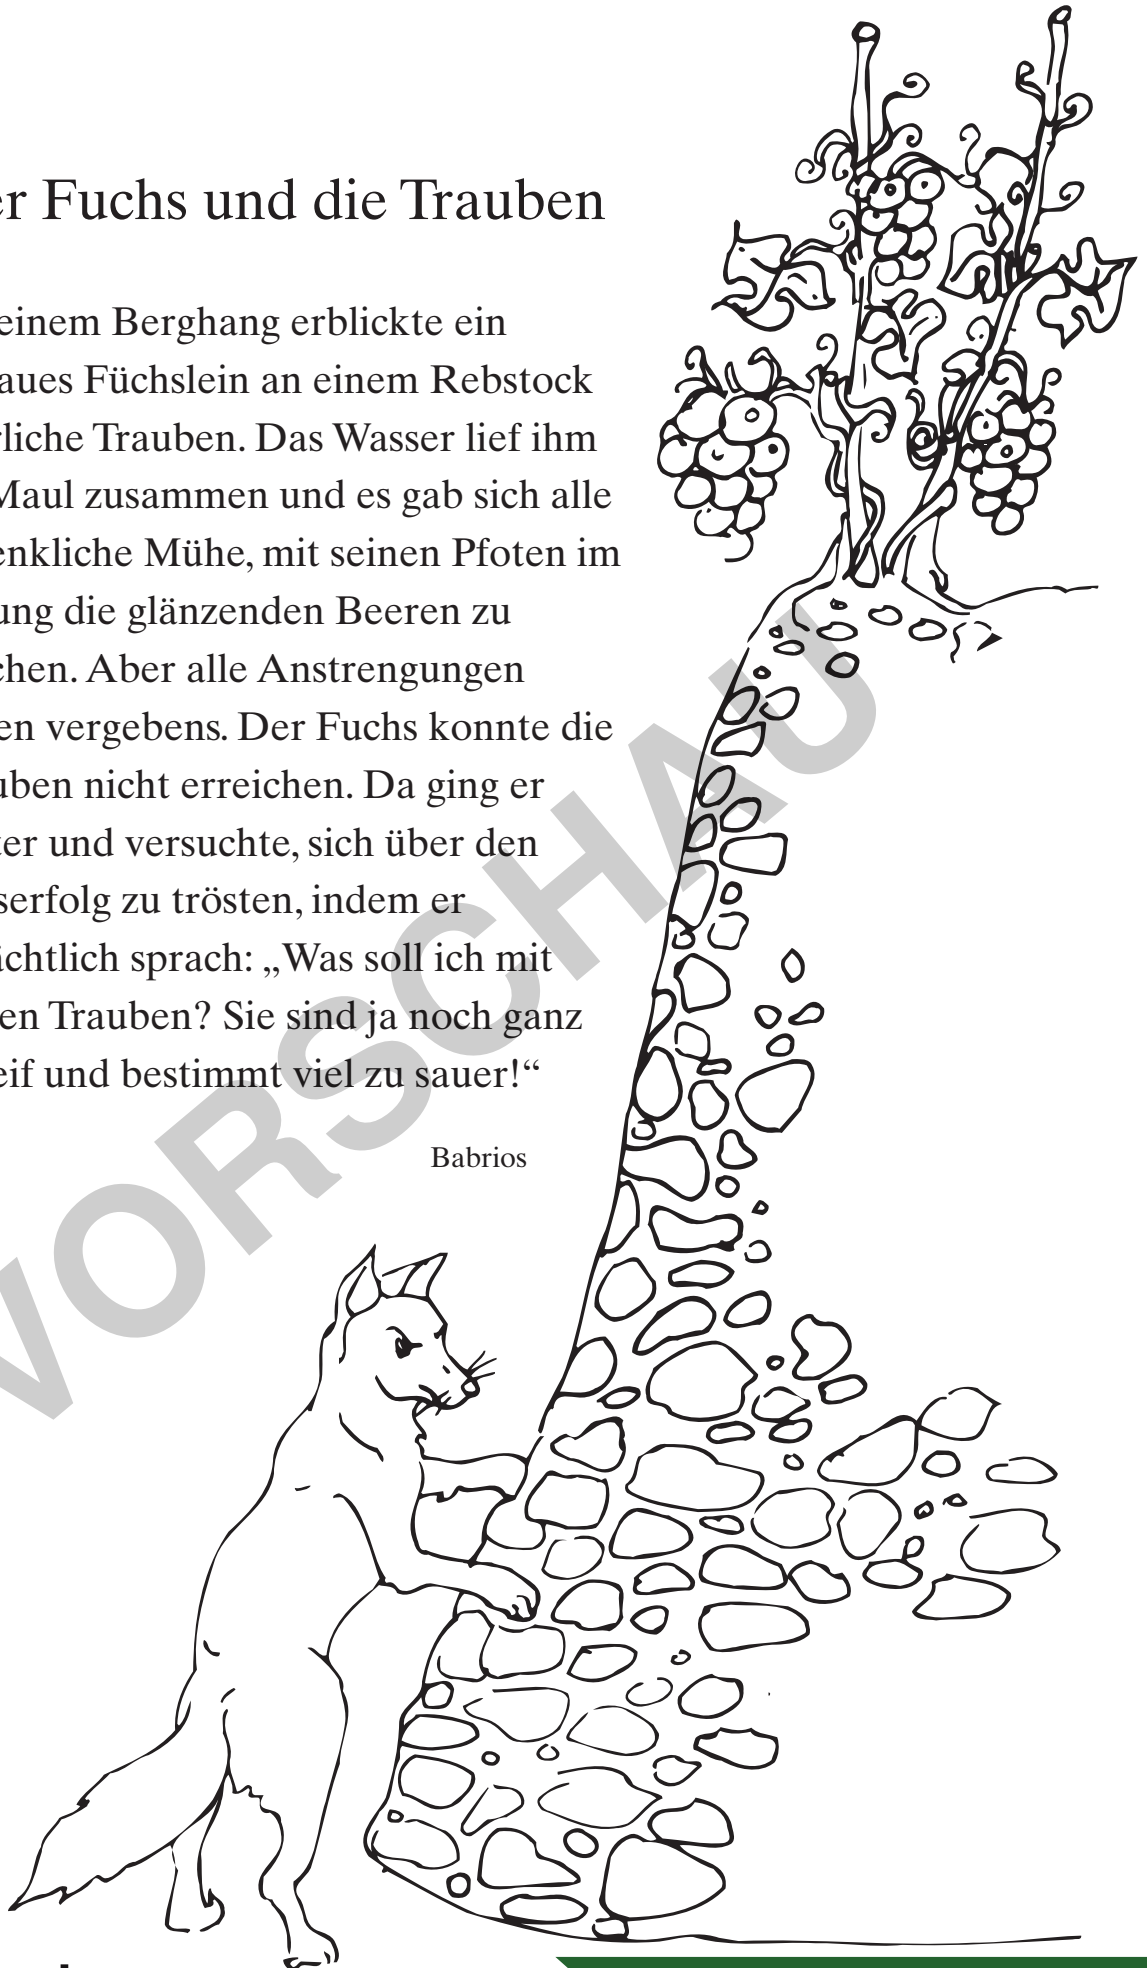 er Fuchs und die Trauben
einem Berghang erblickte ein
aues Füchslein an einem Rebstock
rliche Trauben. Das Wasser lief ihm
Maul zusammen und es gab sich alle
enkliche Mühe, mit seinen Pfoten im
ung die glänzenden Beeren zu
chen. Aber alle Anstrengungen
en vergebens. Der Fuchs konnte die
uben nicht erreichen. Da ging er
ter und versuchte, sich über den
serfolg zu trösten, indem er
ächtlich sprach: „Was soll ich mit
en Trauben? Sie sind ja noch ganz
eif und bestimmt viel zu sauer!“
Babrios
VORSCHAU